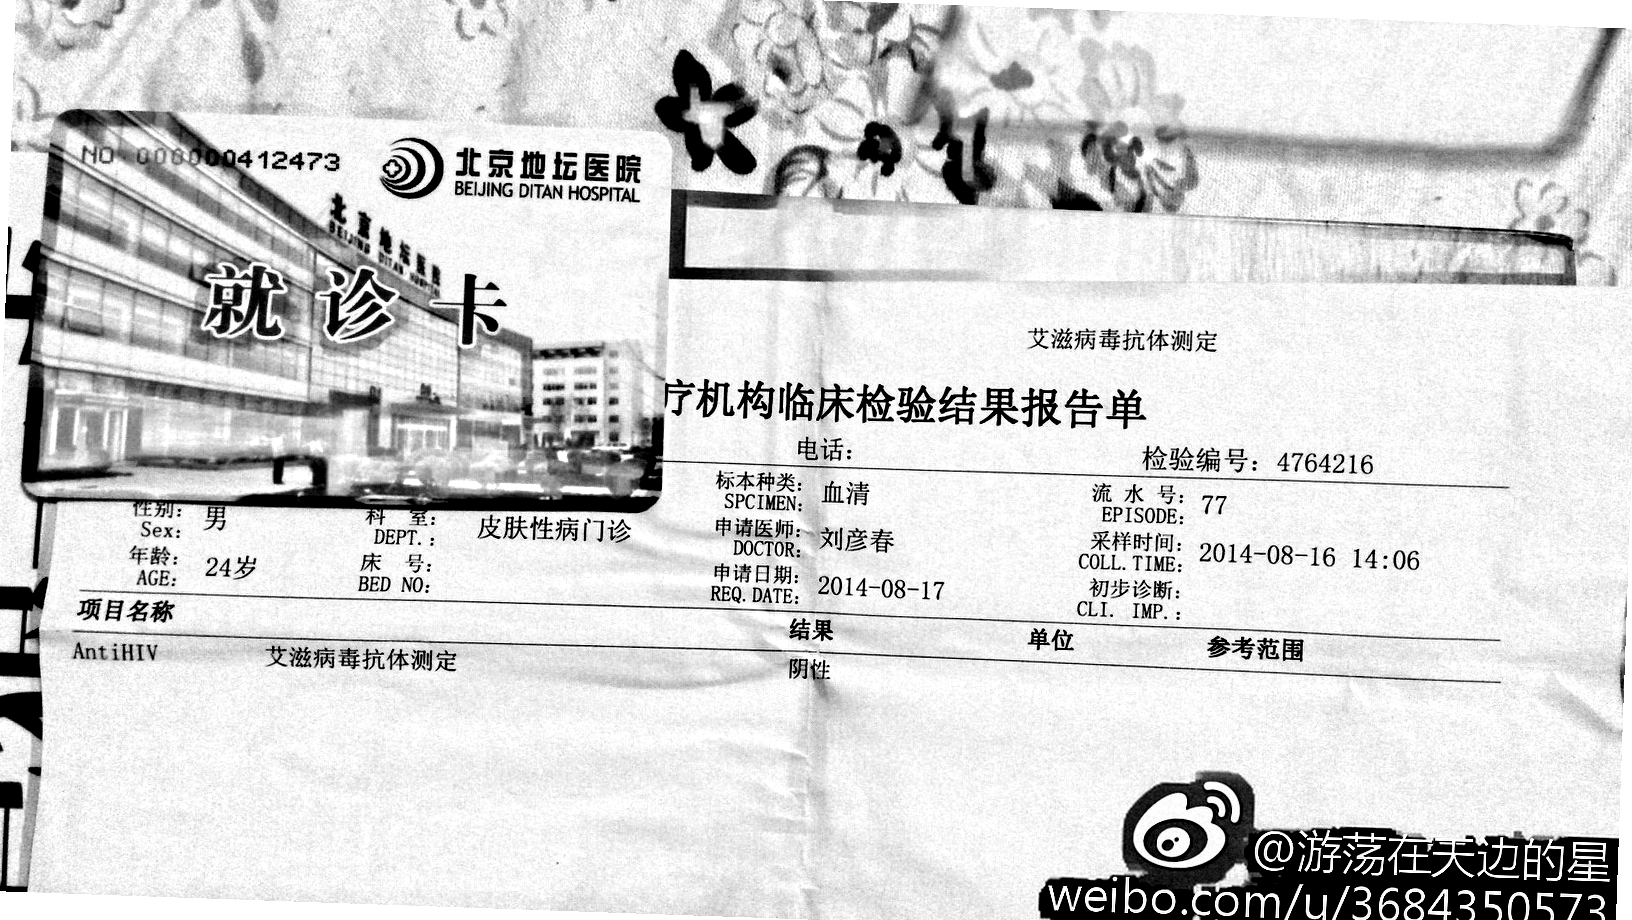 NO 000000412473
北京地坛医院
BEIJING DITAN HOSPITAL
北京地坛医院
BEIJING DITAN HOSPITAL
就诊卡
艾滋病毒抗体测定
疗机构临床检验结果报告单
电话: 检验编号: 4764216
性别: 男 科 室: 皮肤性病门诊 标本种类: 血清 流 水 号: 77
Sex: DEPT.: SPCIMEN: EPISODE:
年龄: 24岁 床 号: 申请医师: 刘彦春 采样时间: 2014-08-16 14:06
AGE: BED NO: DOCTOR: COLL.TIME:
申请日期: 2014-08-17 初步诊断:
REQ.DATE: CLI. IMP.:
项目名称 结果 单位 参考范围
AntiHIV 艾滋病毒抗体测定 阴性
@游荡在天边的星
weibo.com/u/3684350573